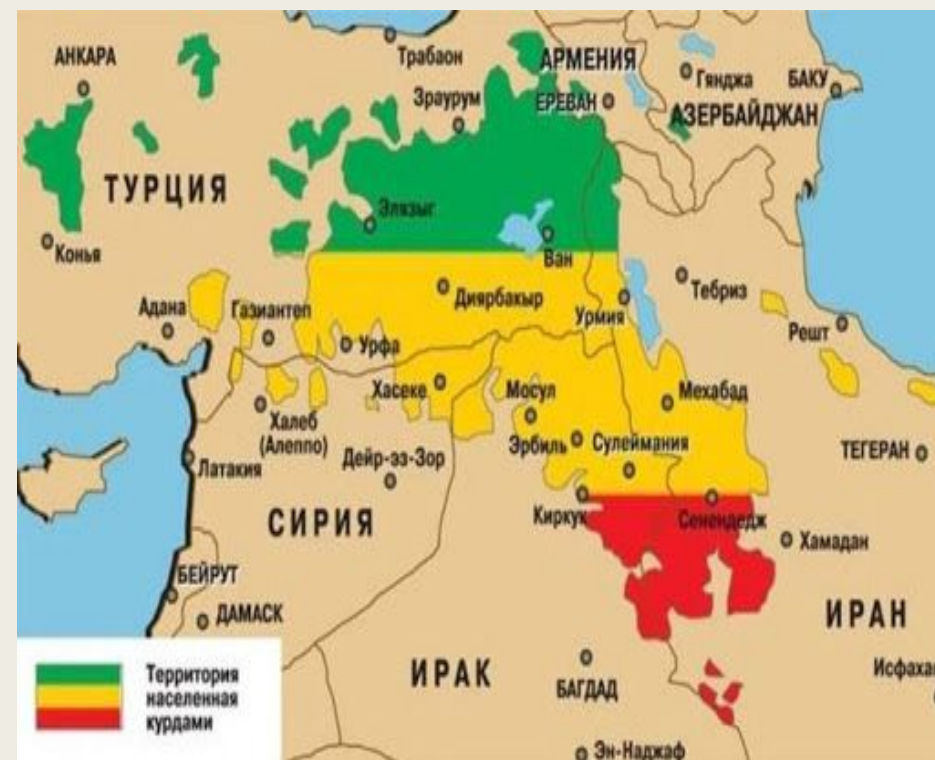 АНКАРА
Трабаон
АРМЕНИЯ
Гянджа
БАКУ
Зраурум
ЕРЕВАН
АЗЕРБАЙДЖАН
ТУРЦИЯ
Элязыг
Конья
Ван
Тебриз
Диярбакыр
Адана
Газиантеп
Урмия
Решт
Урфа
Хасеке
Мосул
Мехабад
Халеб
(Алеппо)
Эрбиль
Сулеймания
ТЕГЕРАН
Латакия
Дейр-эз-Зор
Киркук
Сенендедж
СИРИЯ
Хамадан
БЕЙРУТ
ДАМАСК
ИРАН
Территория
населенная
курдами
ИРАК
БАГДАД
Исфахан
Эн-Наджаф